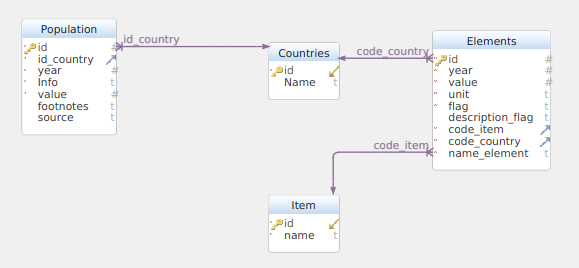 Population
id #
id_country
year #
Info t
value #
footnotes t
source t
id_country
Countries
id
Name t
code_country
Elements
id #
year #
value #
unit t
flag t
description_flag t
code_item
code_country
name_element t
code_item
Item
id
name t